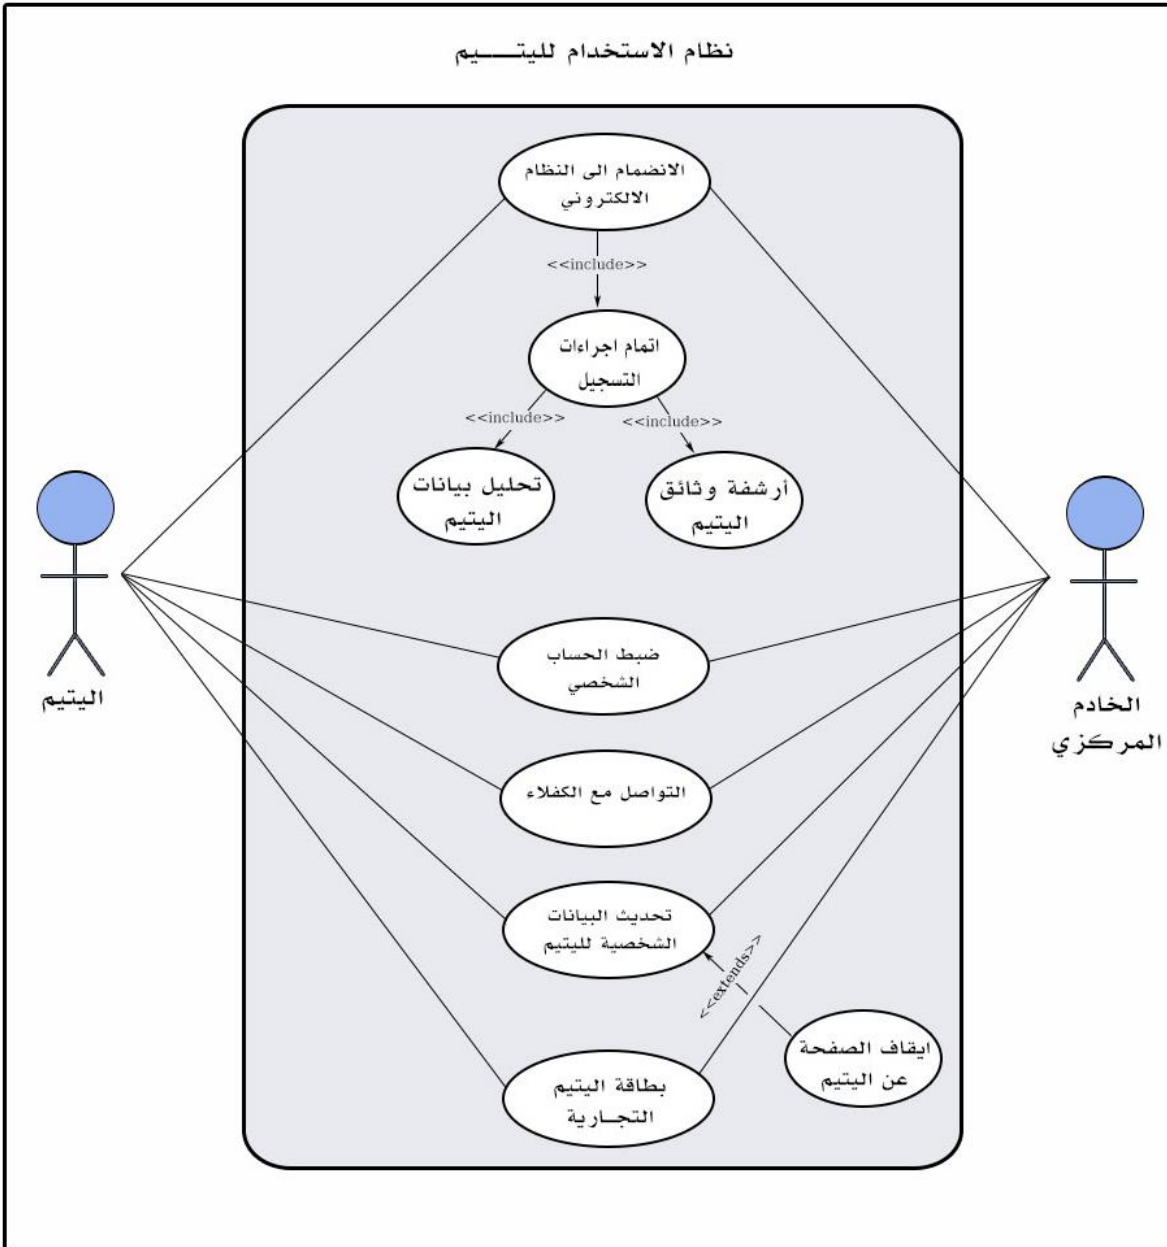 نظام الاستخدام لليتـــــيم
الانضمام الى النظام
الالكتروني
<<include>>
اتمام اجراءات
التسجيل
<<include>>
<<include>>
أرشفة وثائق
اليتيم
تحليل بيانات
اليتيم
ضبط الحساب
الشخصي
اليتيم
الخادم
المركزي
التواصل مع الكفلاء
تحديث البيانات
الشخصية لليتيم
<<extends>>
ايقاف الصفحة
عن اليتيم
بطاقة اليتيم
التجــارية